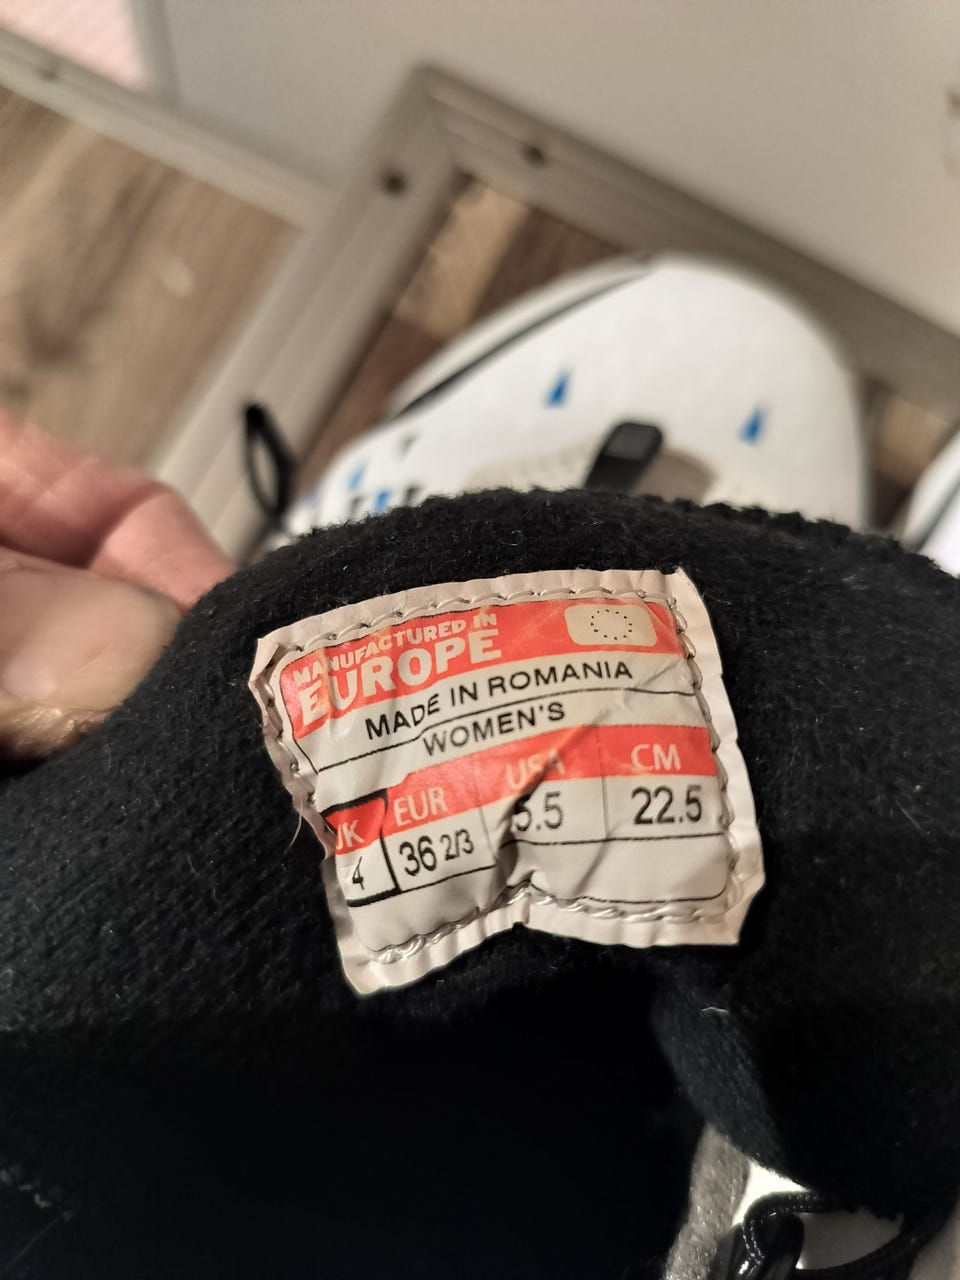 MANUFACTURED IN
EUROPE
MADE IN ROMANIA
WOMEN'S
UK EUR USA CM
4 36 2/3 5.5 22.5